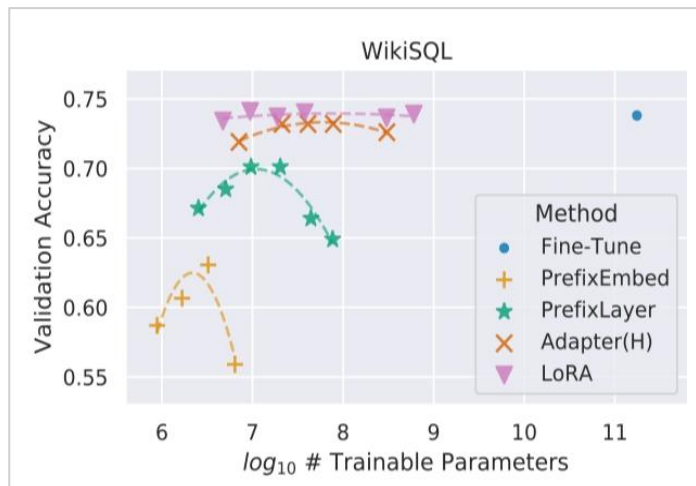 WikiSQL
Validation Accuracy
0.75
0.70
0.65
0.60
0.55
Method
Fine-Tune
PrefixEmbed
PrefixLayer
Adapter(H)
LoRA
6 7 8 9 10 11
log₁₀ # Trainable Parameters